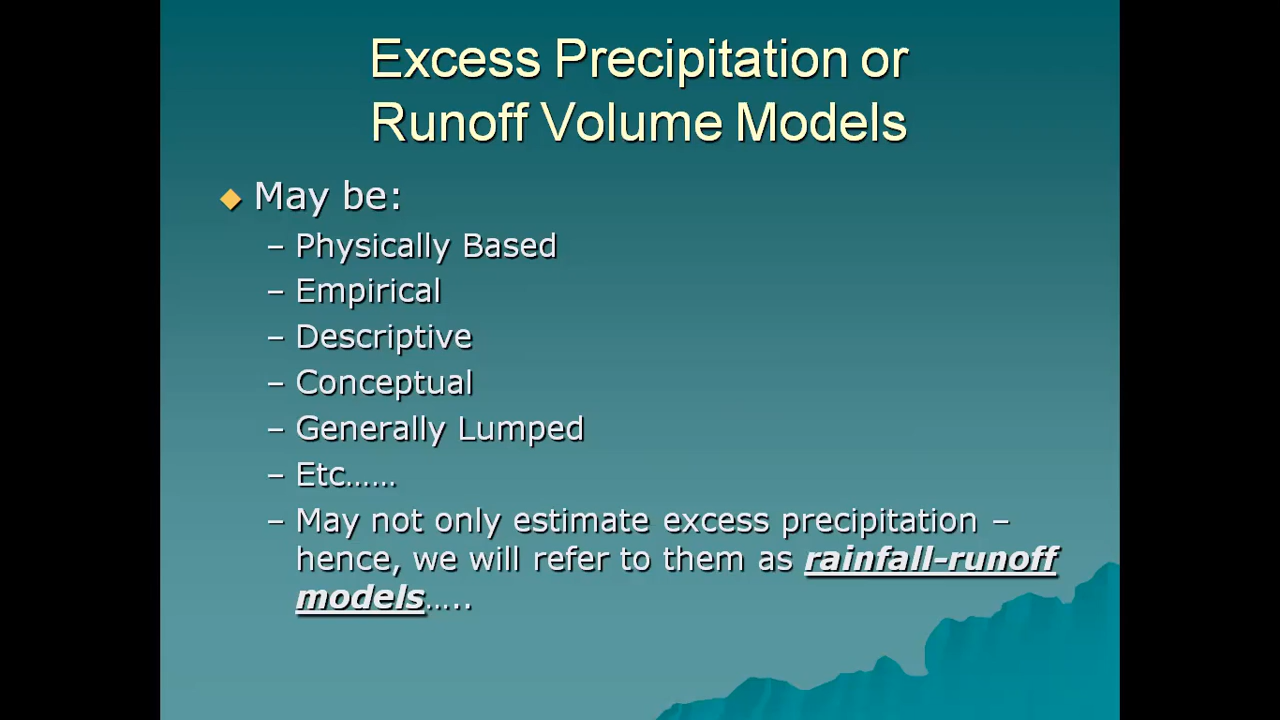 Excess Precipitation or
Runoff Volume Models
May be:
– Physically Based
– Empirical
– Descriptive
– Conceptual
– Generally Lumped
– Etc……
– May not only estimate excess precipitation –
hence, we will refer to them as rainfall-runoff
models…..